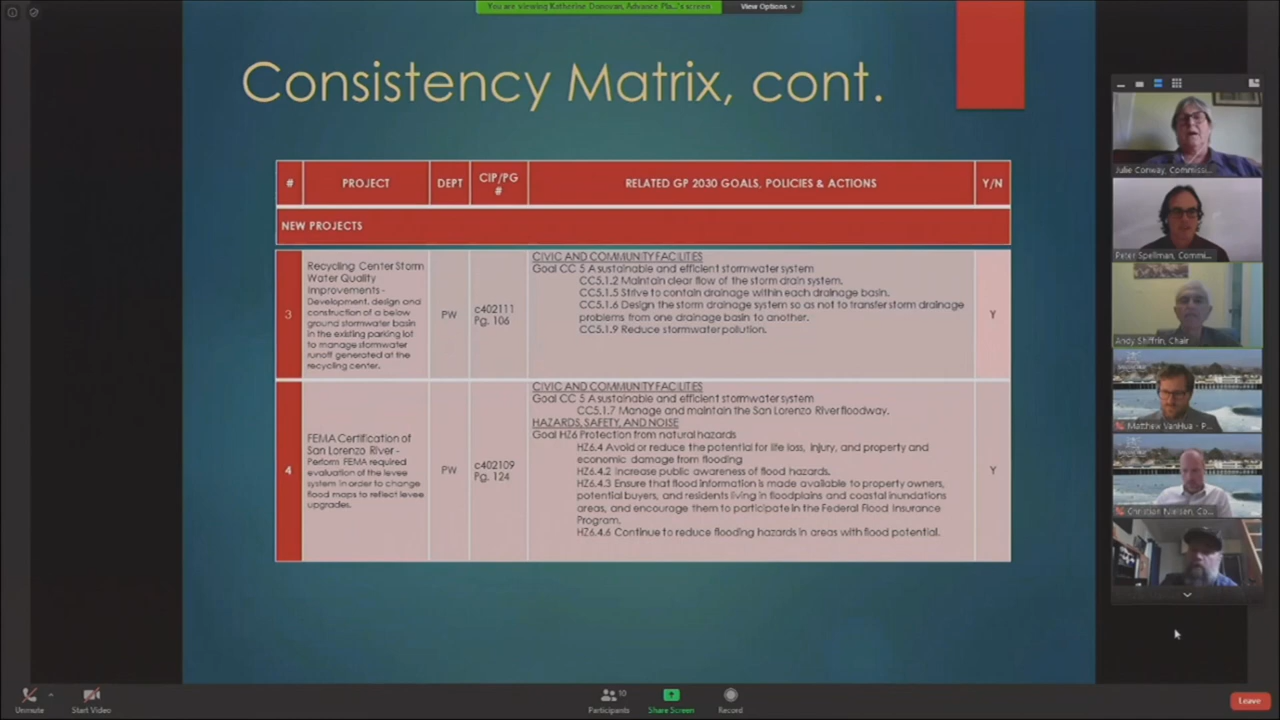 You are viewing Katherine Donovan, Advance Pla...'s screen
View Options
Consistency Matrix, cont.
#
PROJECT
DEPT
CIP/PG
#
RELATED GP 2030 GOALS, POLICIES & ACTIONS
Y/N
NEW PROJECTS
3
Recycling Center Storm
Water Quality
Improvements -
Development, design and
construction of a below
ground stormwater basin
in the existing parking lot
to manage stormwater
runoff generated at the
recycling center.
PW
c402111
Pg. 106
CIVIC AND COMMUNITY FACILITES
Goal CC 5 A sustainable and efficient stormwater system
CC5.1.2 Maintain clear flow of the storm drain system.
CC5.1.5 Strive to contain drainage within each drainage basin.
CC5.1.6 Design the storm drainage system so as not to transfer storm drainage
problems from one drainage basin to another.
CC5.1.9 Reduce stormwater pollution.
Y
4
FEMA Certification of
San Lorenzo River -
Perform FEMA required
evaluation of the levee
system in order to change
flood maps to reflect levee
upgrades.
PW
c402109
Pg. 124
CIVIC AND COMMUNITY FACILITES
Goal CC 5 A sustainable and efficient stormwater system
CC5.1.7 Manage and maintain the San Lorenzo River floodway.
HAZARDS, SAFETY, AND NOISE
Goal HZ6 Protection from natural hazards
HZ6.4 Avoid or reduce the potential for life loss, injury, and property and
economic damage from flooding
HZ6.4.2 Increase public awareness of flood hazards.
HZ6.4.3 Ensure that flood information is made available to property owners,
potential buyers, and residents living in floodplains and coastal inundations
areas, and encourage them to participate in the Federal Flood Insurance
Program.
HZ6.4.6 Continue to reduce flooding hazards in areas with flood potential.
Y
Julie Conway, Commissi...
Peter Spellman, Commi...
Andy Shiffrin, Chair
Matthew VanHua - P...
Christian Nielsen, Co...
Unmute
Start Video
10
Participants
Share Screen
Record
Leave